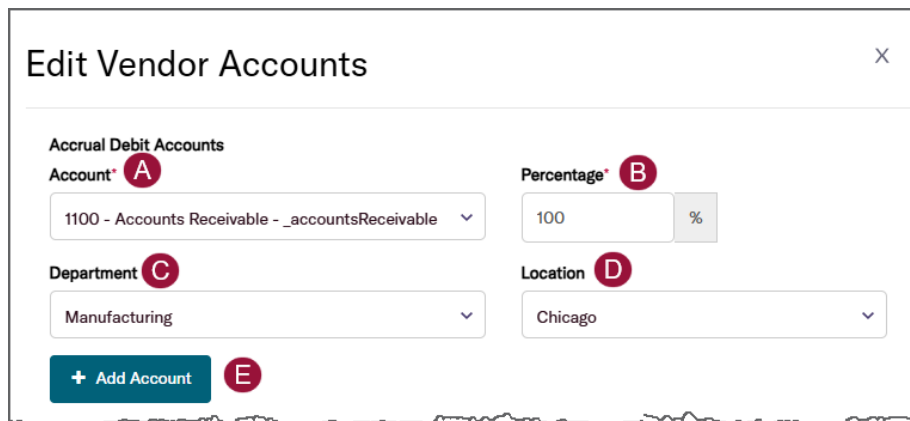 Edit Vendor Accounts X
Accrual Debit Accounts
Account* A Percentage* B
1100 - Accounts Receivable - _accountsReceivable 100 %
Department C Location D
Manufacturing Chicago
+ Add Account E